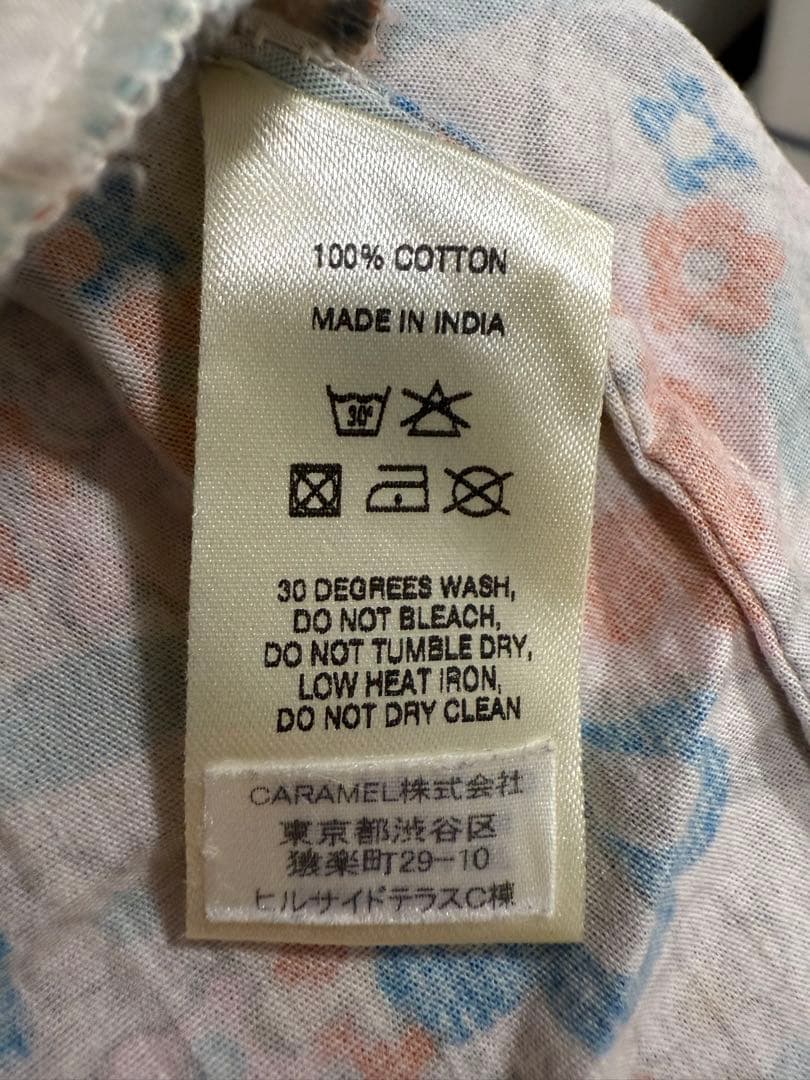 100% COTTON
MADE IN INDIA
30°
30 DEGREES WASH,
DO NOT BLEACH,
DO NOT TUMBLE DRY,
LOW HEAT IRON,
DO NOT DRY CLEAN
CARAMEL株式会社
東京都渋谷区
猿楽町29-10
ヒルサイドテラスC棟